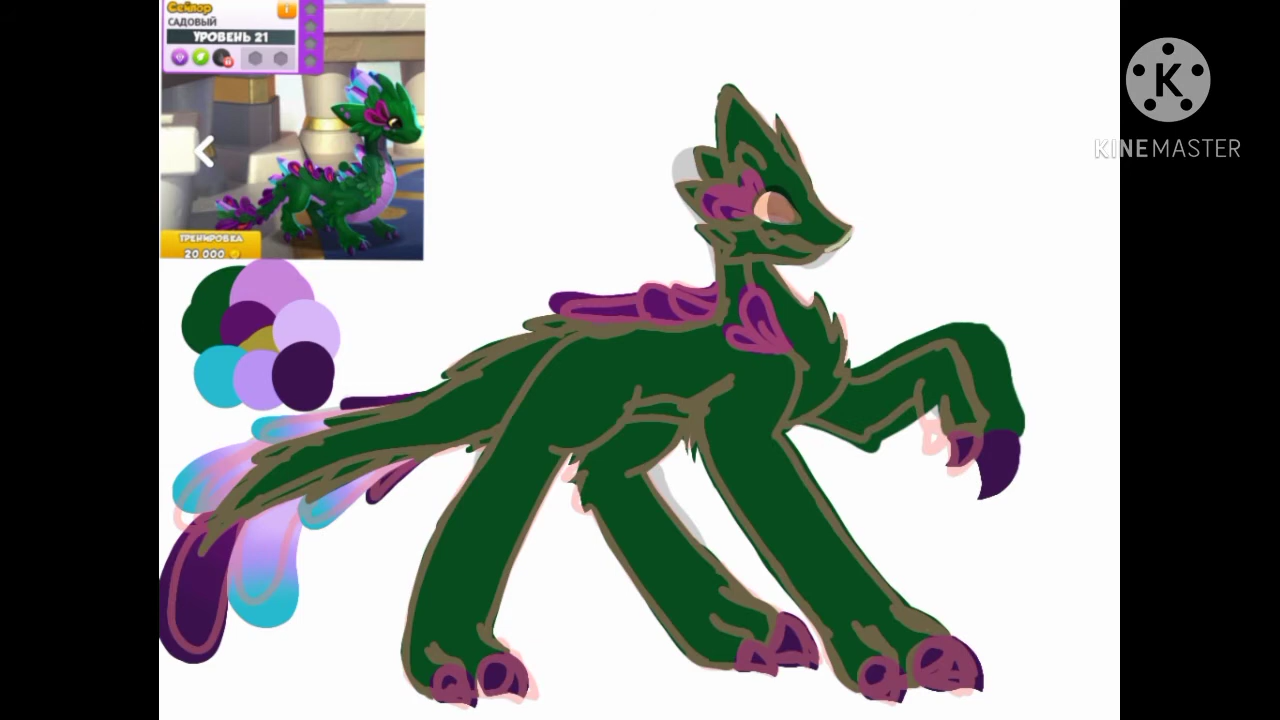 Сейвор
САДОВЫЙ
УРОВЕНЬ 21
ТРЕНИРОВКА
20 000
K
KINEMASTER